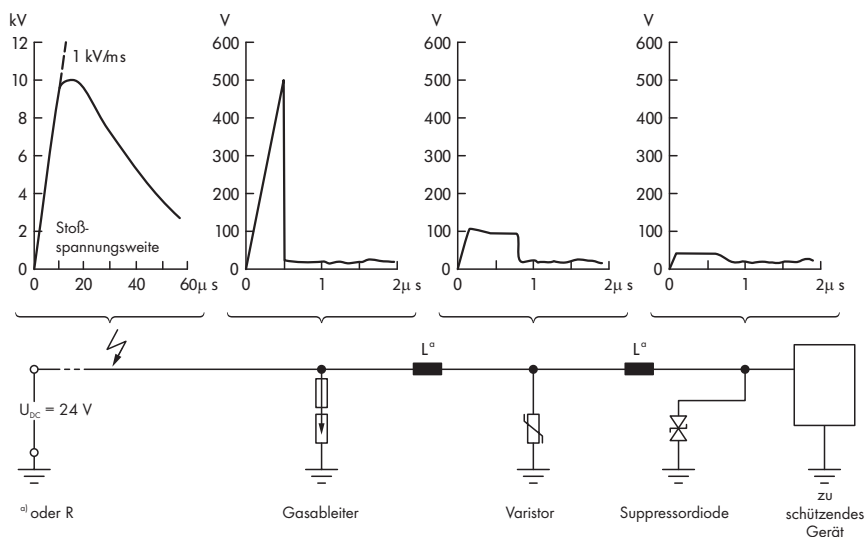 kV
12
10
8
6
4
2
0
1 kV/ms
Stoß-
spannungsweite
0 20 40 60µ s
V
600
500
400
300
200
100
0
0 1 2µ s
V
600
500
400
300
200
100
0
0 1 2µ s
V
600
500
400
300
200
100
0
0 1 2µ s
Lᵅ
Lᵅ
U_DC = 24 V
ᵅ⁾ oder R
Gasableiter
Varistor
Suppressordiode
zu
schützendes
Gerät